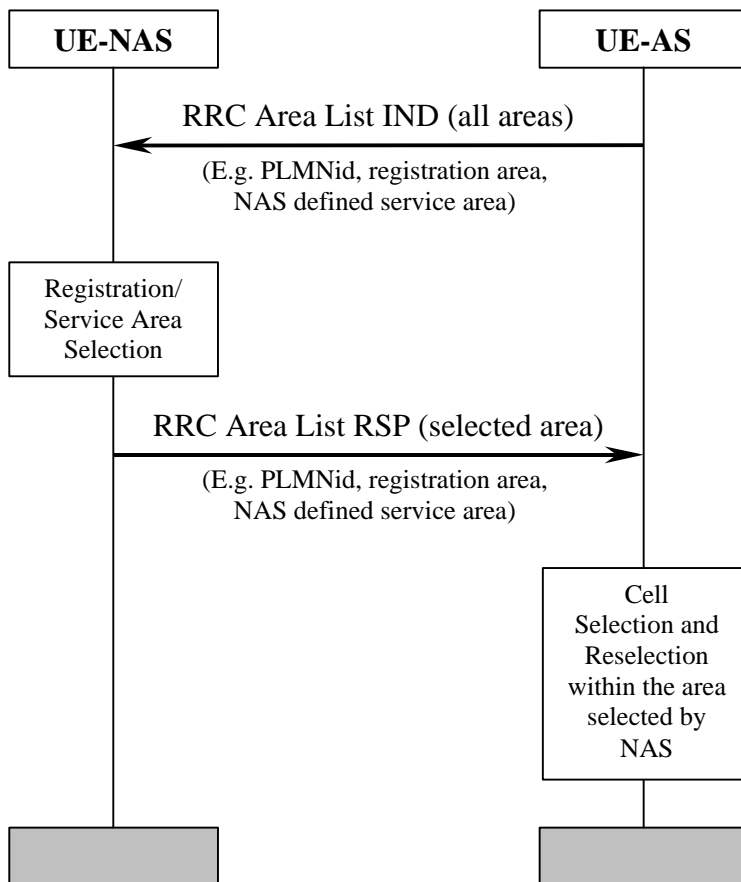 UE-NAS
UE-AS
RRC Area List IND (all areas)
(E.g. PLMNid, registration area,
NAS defined service area)
Registration/
Service Area
Selection
RRC Area List RSP (selected area)
(E.g. PLMNid, registration area,
NAS defined service area)
Cell
Selection and
Reselection
within the area
selected by
NAS